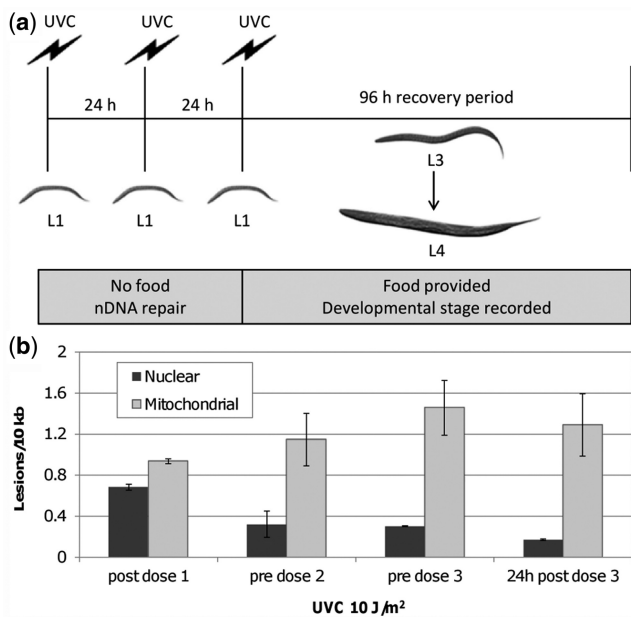 (a)
UVC UVC UVC
24 h 24 h 96 h recovery period
L3
L1 L1 L1
L4
No food Food provided
nDNA repair Developmental stage recorded
(b)
2
1.6
1.2
0.8
0.4
0
Lesions/10 kb
Nuclear
Mitochondrial
post dose 1 pre dose 2 pre dose 3 24h post dose 3
UVC 10 J/m²